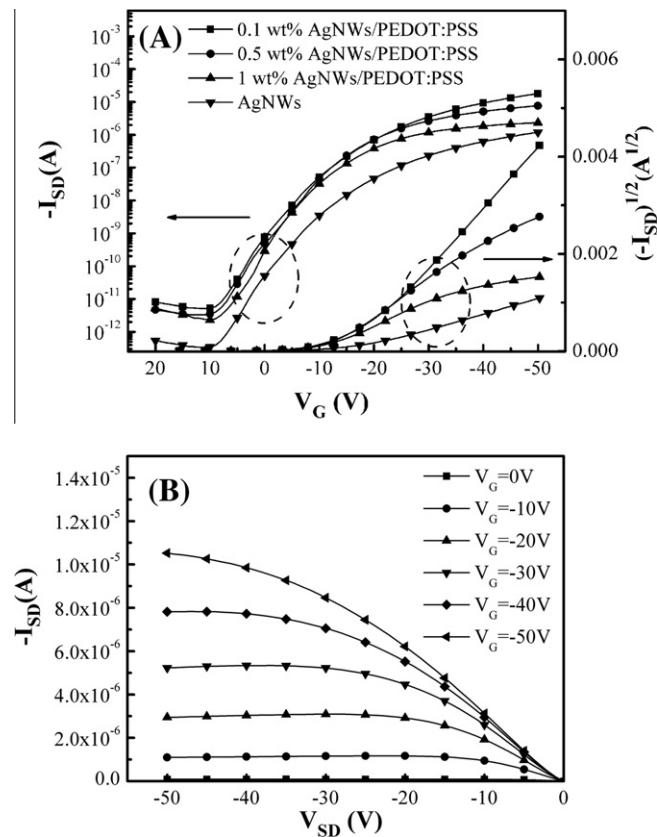 (A)
0.1 wt% AgNWs/PEDOT:PSS
0.5 wt% AgNWs/PEDOT:PSS
1 wt% AgNWs/PEDOT:PSS
AgNWs
10⁻³
10⁻⁴
10⁻⁵
10⁻⁶
10⁻⁷
10⁻⁸
10⁻⁹
10⁻¹⁰
10⁻¹¹
10⁻¹²
-I_SD(A)
0.006
0.004
0.002
0.000
(-I_SD)^1/2(A^1/2)
20 10 0 -10 -20 -30 -40 -50
V_G (V)
(B)
V_G=0V
V_G=-10V
V_G=-20V
V_G=-30V
V_G=-40V
V_G=-50V
1.4x10⁻⁵
1.2x10⁻⁵
1.0x10⁻⁵
8.0x10⁻⁶
6.0x10⁻⁶
4.0x10⁻⁶
2.0x10⁻⁶
0.0
-I_SD(A)
-50 -40 -30 -20 -10 0
V_SD (V)